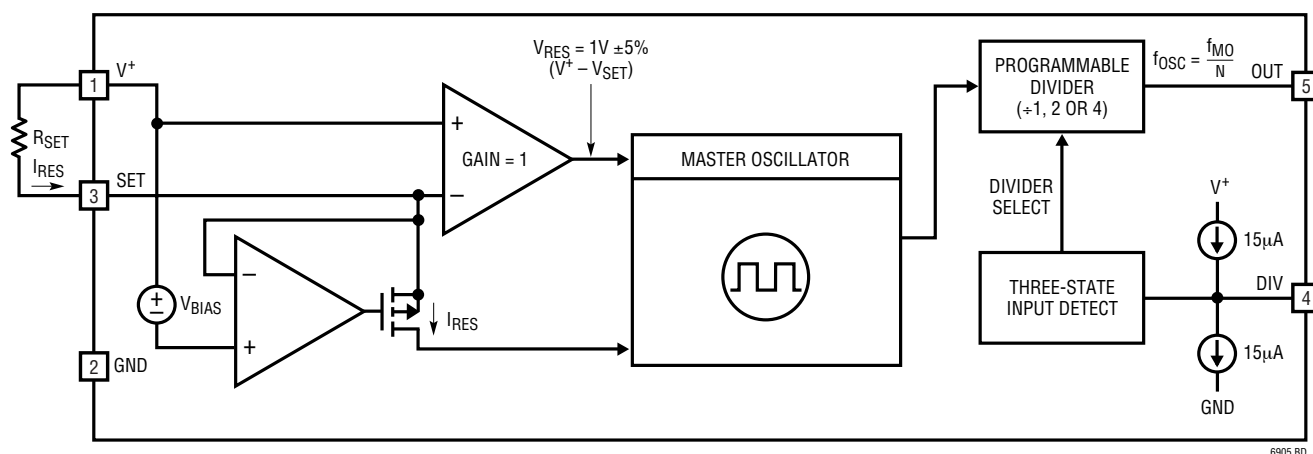 1
V+
RSET
IRES
3
SET
2
GND
VBIAS
+
−
−
+
IRES
+
GAIN = 1
−
VRES = 1V ±5%
(V+ – VSET)
MASTER OSCILLATOR
PROGRAMMABLE
DIVIDER
(÷1, 2 OR 4)
fOSC = fMO
N
OUT
5
DIVIDER
SELECT
THREE-STATE
INPUT DETECT
V+
15µA
DIV
4
15µA
GND
6905 BD